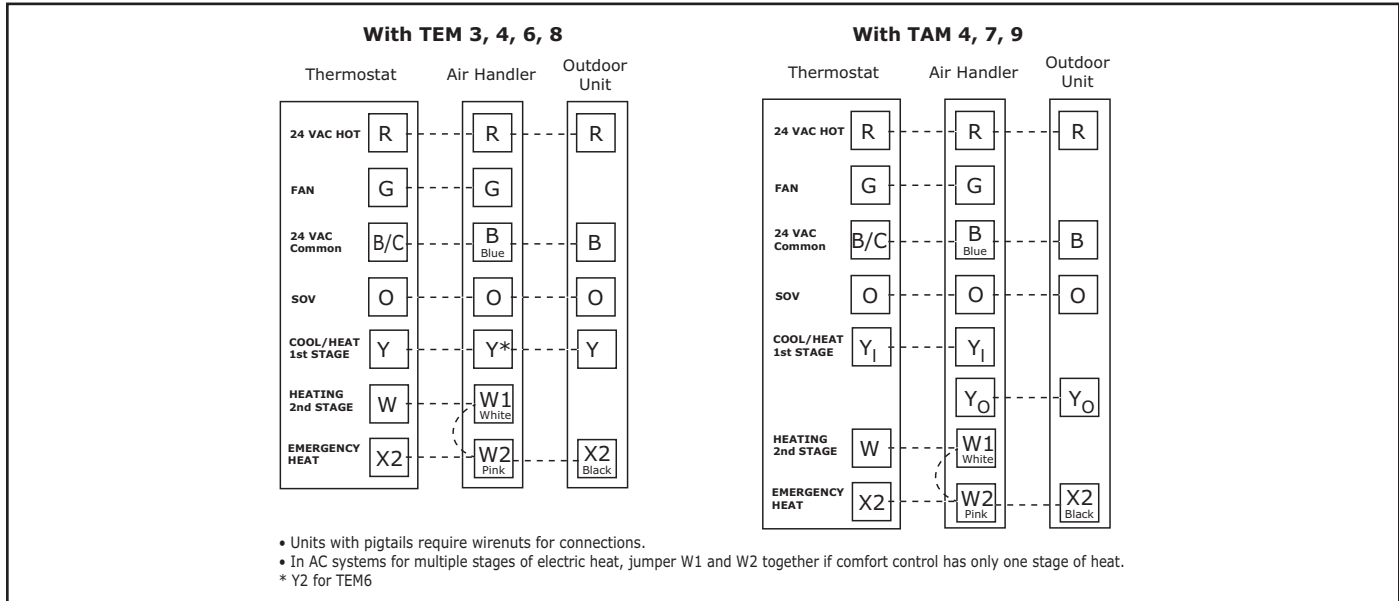 With TEM 3, 4, 6, 8
Thermostat Air Handler Outdoor
Unit
24 VAC HOT R R R
FAN G G
24 VAC
Common B/C B B
Blue
SOV O O O
COOL/HEAT
1st STAGE Y Y* Y
HEATING
2nd STAGE W W1
White
EMERGENCY
HEAT X2 W2 X2
Pink Black
With TAM 4, 7, 9
Thermostat Air Handler Outdoor
Unit
24 VAC HOT R R R
FAN G G
24 VAC
Common B/C B B
Blue
SOV O O O
COOL/HEAT
1st STAGE YI YI
YO YO
HEATING
2nd STAGE W W1
White
EMERGENCY
HEAT X2 W2 X2
Pink Black
• Units with pigtails require wirenuts for connections.
• In AC systems for multiple stages of electric heat, jumper W1 and W2 together if comfort control has only one stage of heat.
* Y2 for TEM6